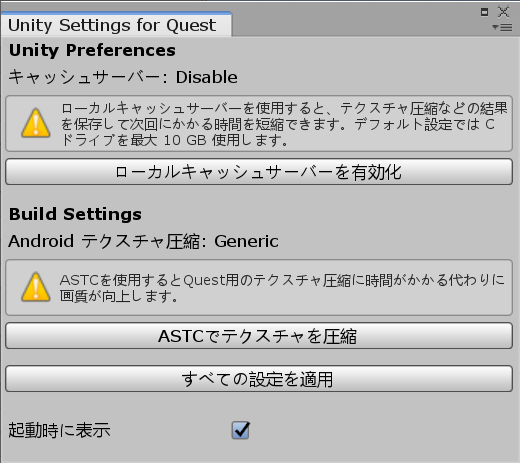 Unity Settings for Quest
Unity Preferences
キャッシュサーバー: Disable
ローカルキャッシュサーバーを使用すると、テクスチャ圧縮などの結果
を保存して次回にかかる時間を短縮できます。デフォルト設定では C
ドライブを最大 10 GB 使用します。
ローカルキャッシュサーバーを有効化
Build Settings
Android テクスチャ圧縮: Generic
ASTCを使用するとQuest用のテクスチャ圧縮に時間がかかる代わりに
画質が向上します。
ASTCでテクスチャを圧縮
すべての設定を適用
起動時に表示